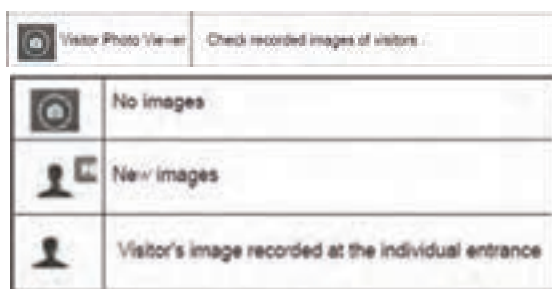 Visitor Photo Viewer
Check recorded images of visitors
No images
New images
Visitor's image recorded at the individual entrance